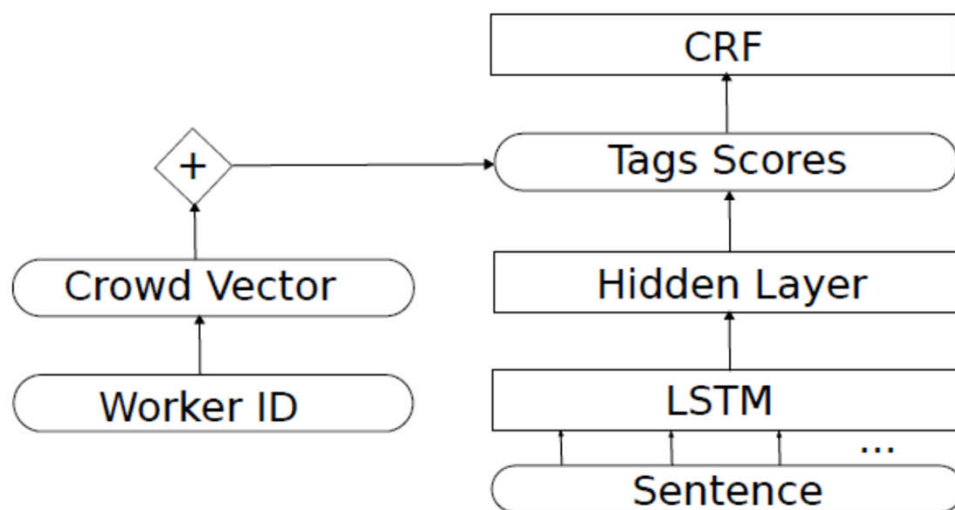 CRF
+
Tags Scores
Crowd Vector
Hidden Layer
Worker ID
LSTM
...
Sentence